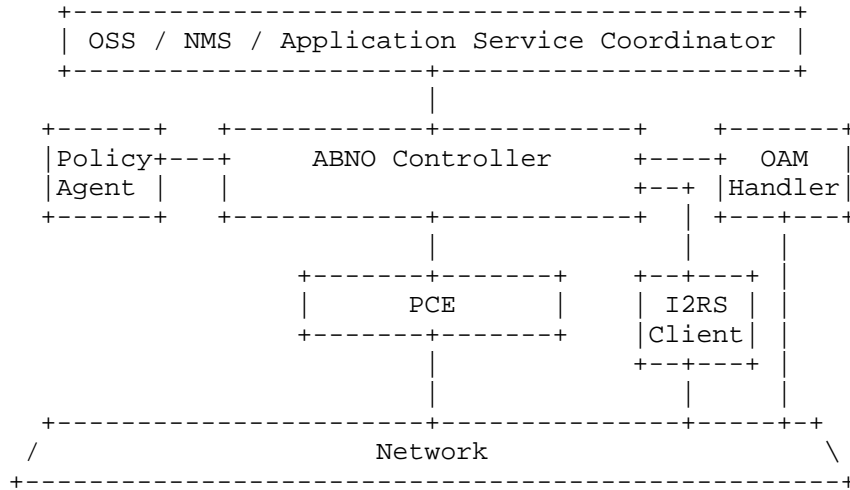 OSS / NMS / Application Service Coordinator
Policy ABNO Controller OAM
Agent Handler
PCE I2RS
Client
Network